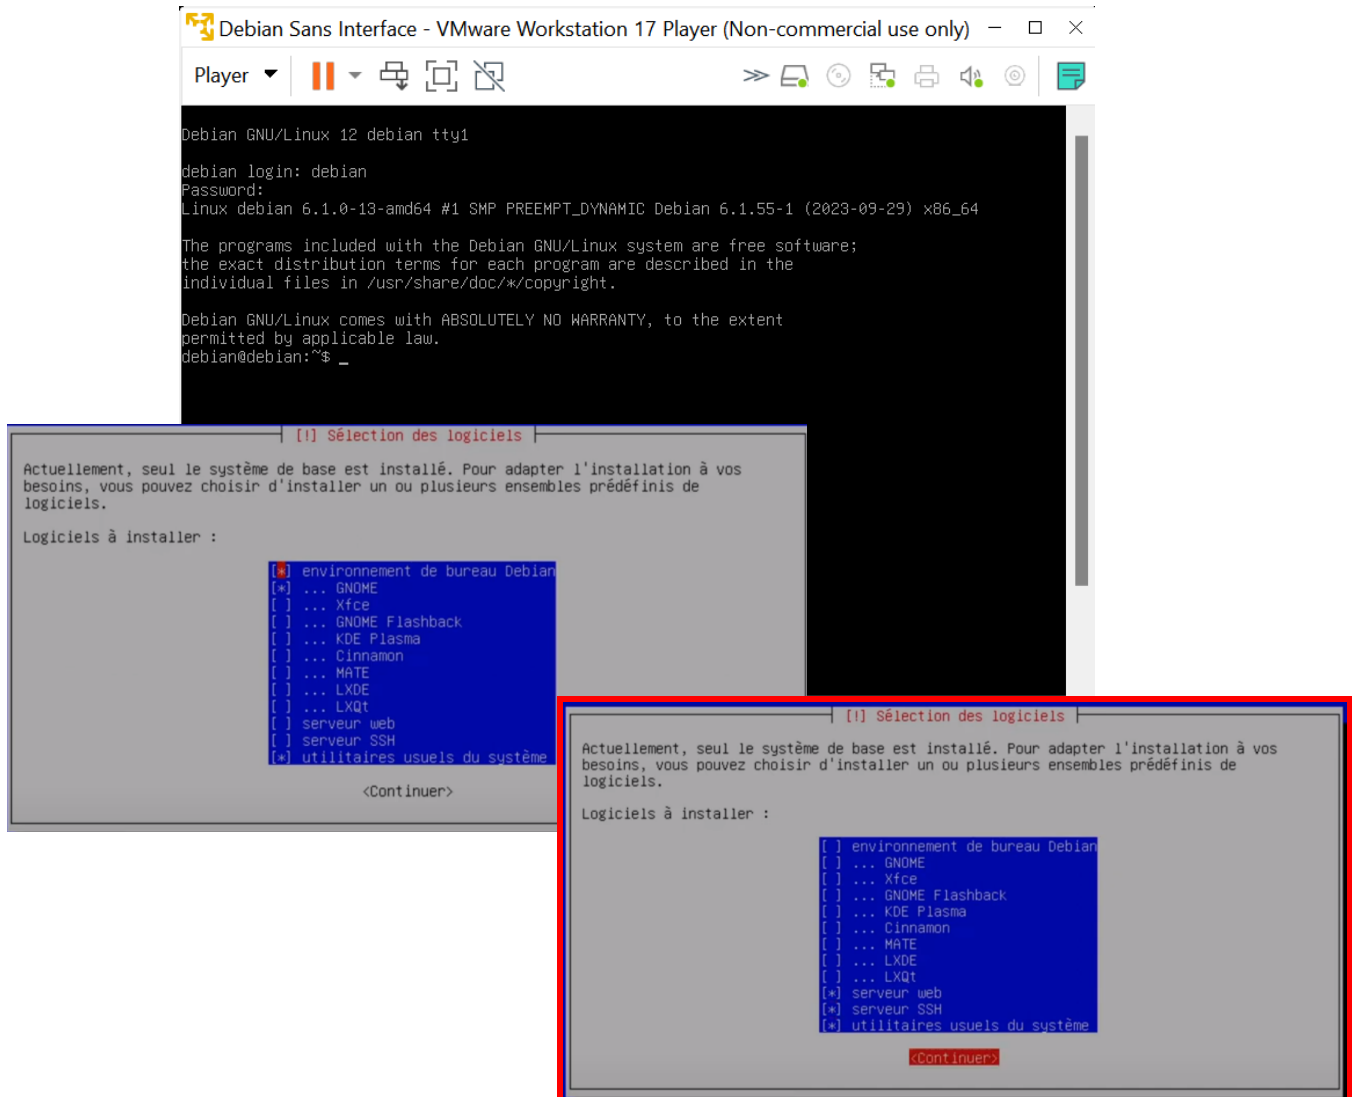 Debian Sans Interface - VMware Workstation 17 Player (Non-commercial use only)
Player
Debian GNU/Linux 12 debian tty1
debian login: debian
Password:
Linux debian 6.1.0-13-amd64 #1 SMP PREEMPT_DYNAMIC Debian 6.1.55-1 (2023-09-29) x86_64
The programs included with the Debian GNU/Linux system are free software;
the exact distribution terms for each program are described in the
individual files in /usr/share/doc/*/copyright.
Debian GNU/Linux comes with ABSOLUTELY NO WARRANTY, to the extent
permitted by applicable law.
debian@debian:~$ _
[!] Sélection des logiciels
Actuellement, seul le système de base est installé. Pour adapter l'installation à vos
besoins, vous pouvez choisir d'installer un ou plusieurs ensembles prédéfinis de
logiciels.
Logiciels à installer :
[*] environnement de bureau Debian
[*] ... GNOME
[ ] ... Xfce
[ ] ... GNOME Flashback
[ ] ... KDE Plasma
[ ] ... Cinnamon
[ ] ... MATE
[ ] ... LXDE
[ ] ... LXQt
[ ] serveur web
[ ] serveur SSH
[*] utilitaires usuels du système
<Continuer>
[!] Sélection des logiciels
Actuellement, seul le système de base est installé. Pour adapter l'installation à vos
besoins, vous pouvez choisir d'installer un ou plusieurs ensembles prédéfinis de
logiciels.
Logiciels à installer :
[ ] environnement de bureau Debian
[ ] ... GNOME
[ ] ... Xfce
[ ] ... GNOME Flashback
[ ] ... KDE Plasma
[ ] ... Cinnamon
[ ] ... MATE
[ ] ... LXDE
[ ] ... LXQt
[*] serveur web
[*] serveur SSH
[*] utilitaires usuels du système
<Continuer>